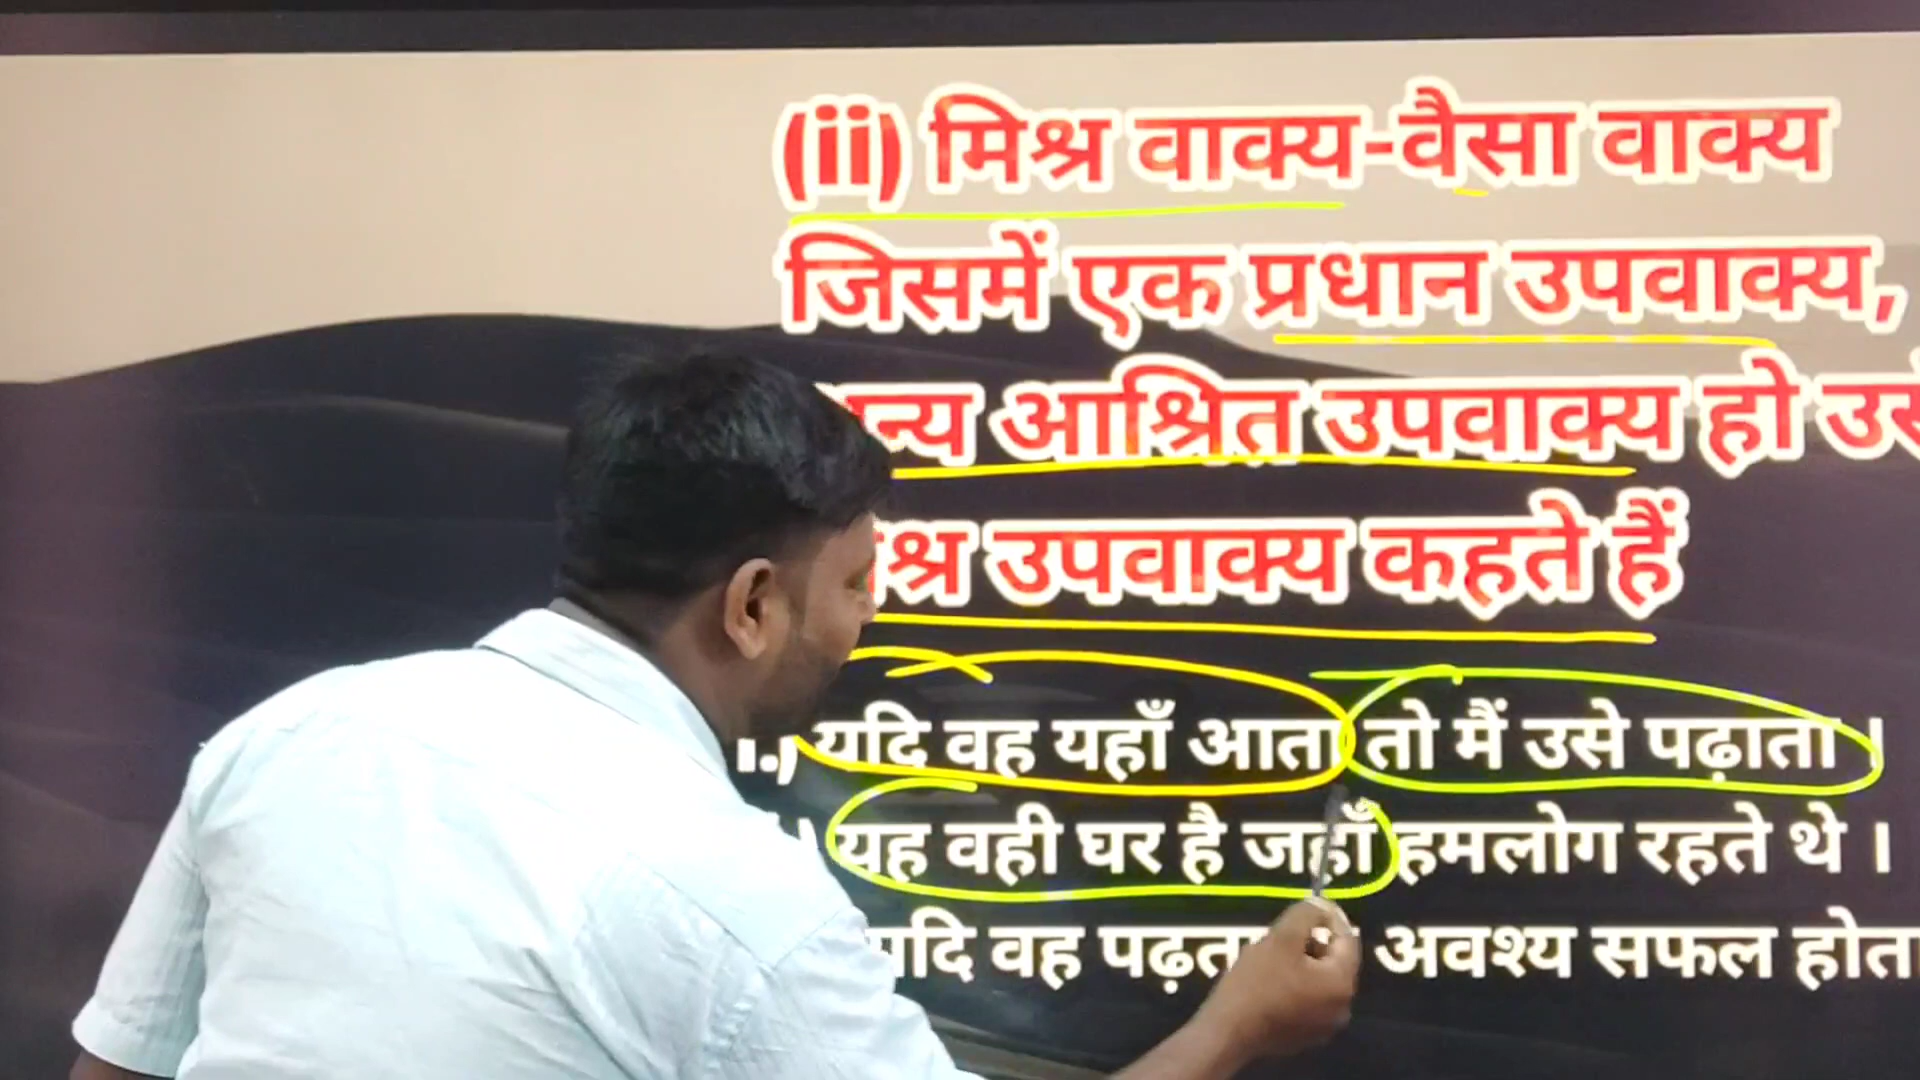 (ii) मिश्र वाक्य-वैसा वाक्य
जिसमें एक प्रधान उपवाक्य,
आश्रित उपवाक्य हो
उपवाक्य कहते हैं
यदि वह यहाँ आता तो मैं उसे पढ़ाता ।
यह वही घर है जहाँ हमलोग रहते थे ।
यदि वह अवश्य सफल होता